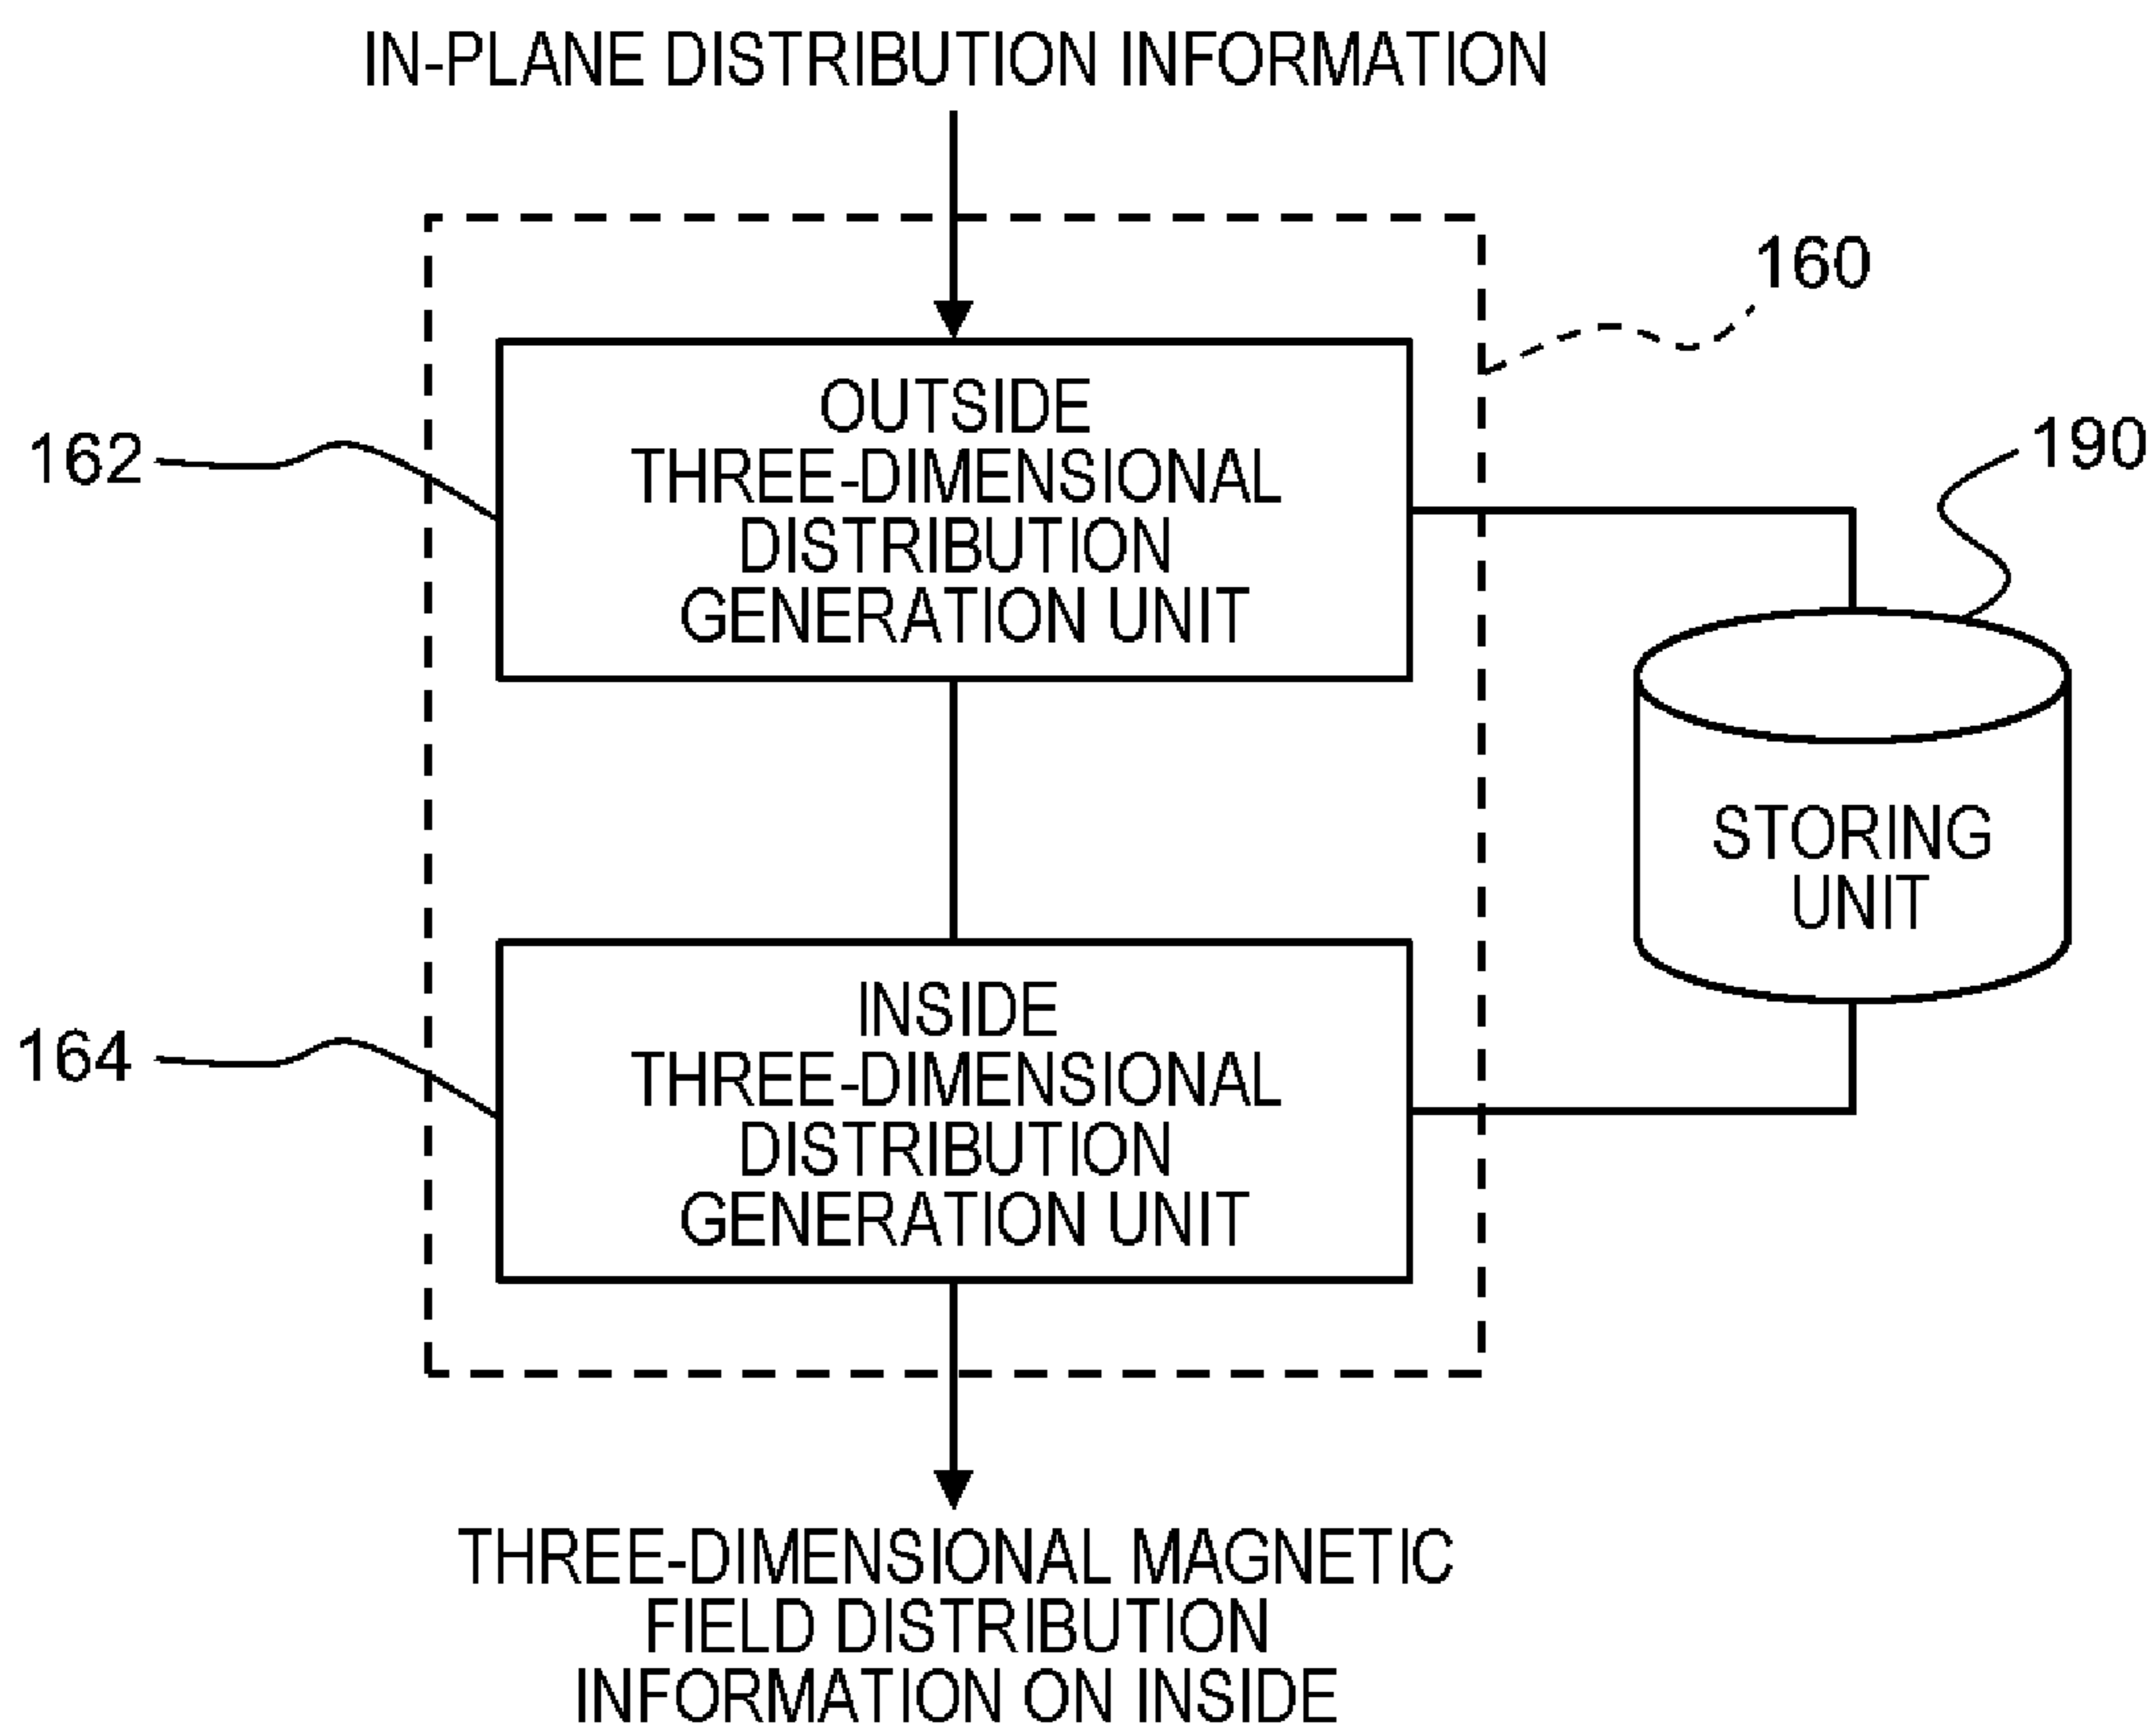 IN-PLANE DISTRIBUTION INFORMATION
160
OUTSIDE
THREE-DIMENSIONAL
DISTRIBUTION
GENERATION UNIT
162
190
STORING
UNIT
INSIDE
THREE-DIMENSIONAL
DISTRIBUTION
GENERATION UNIT
164
THREE-DIMENSIONAL MAGNETIC
FIELD DISTRIBUTION
INFORMATION ON INSIDE